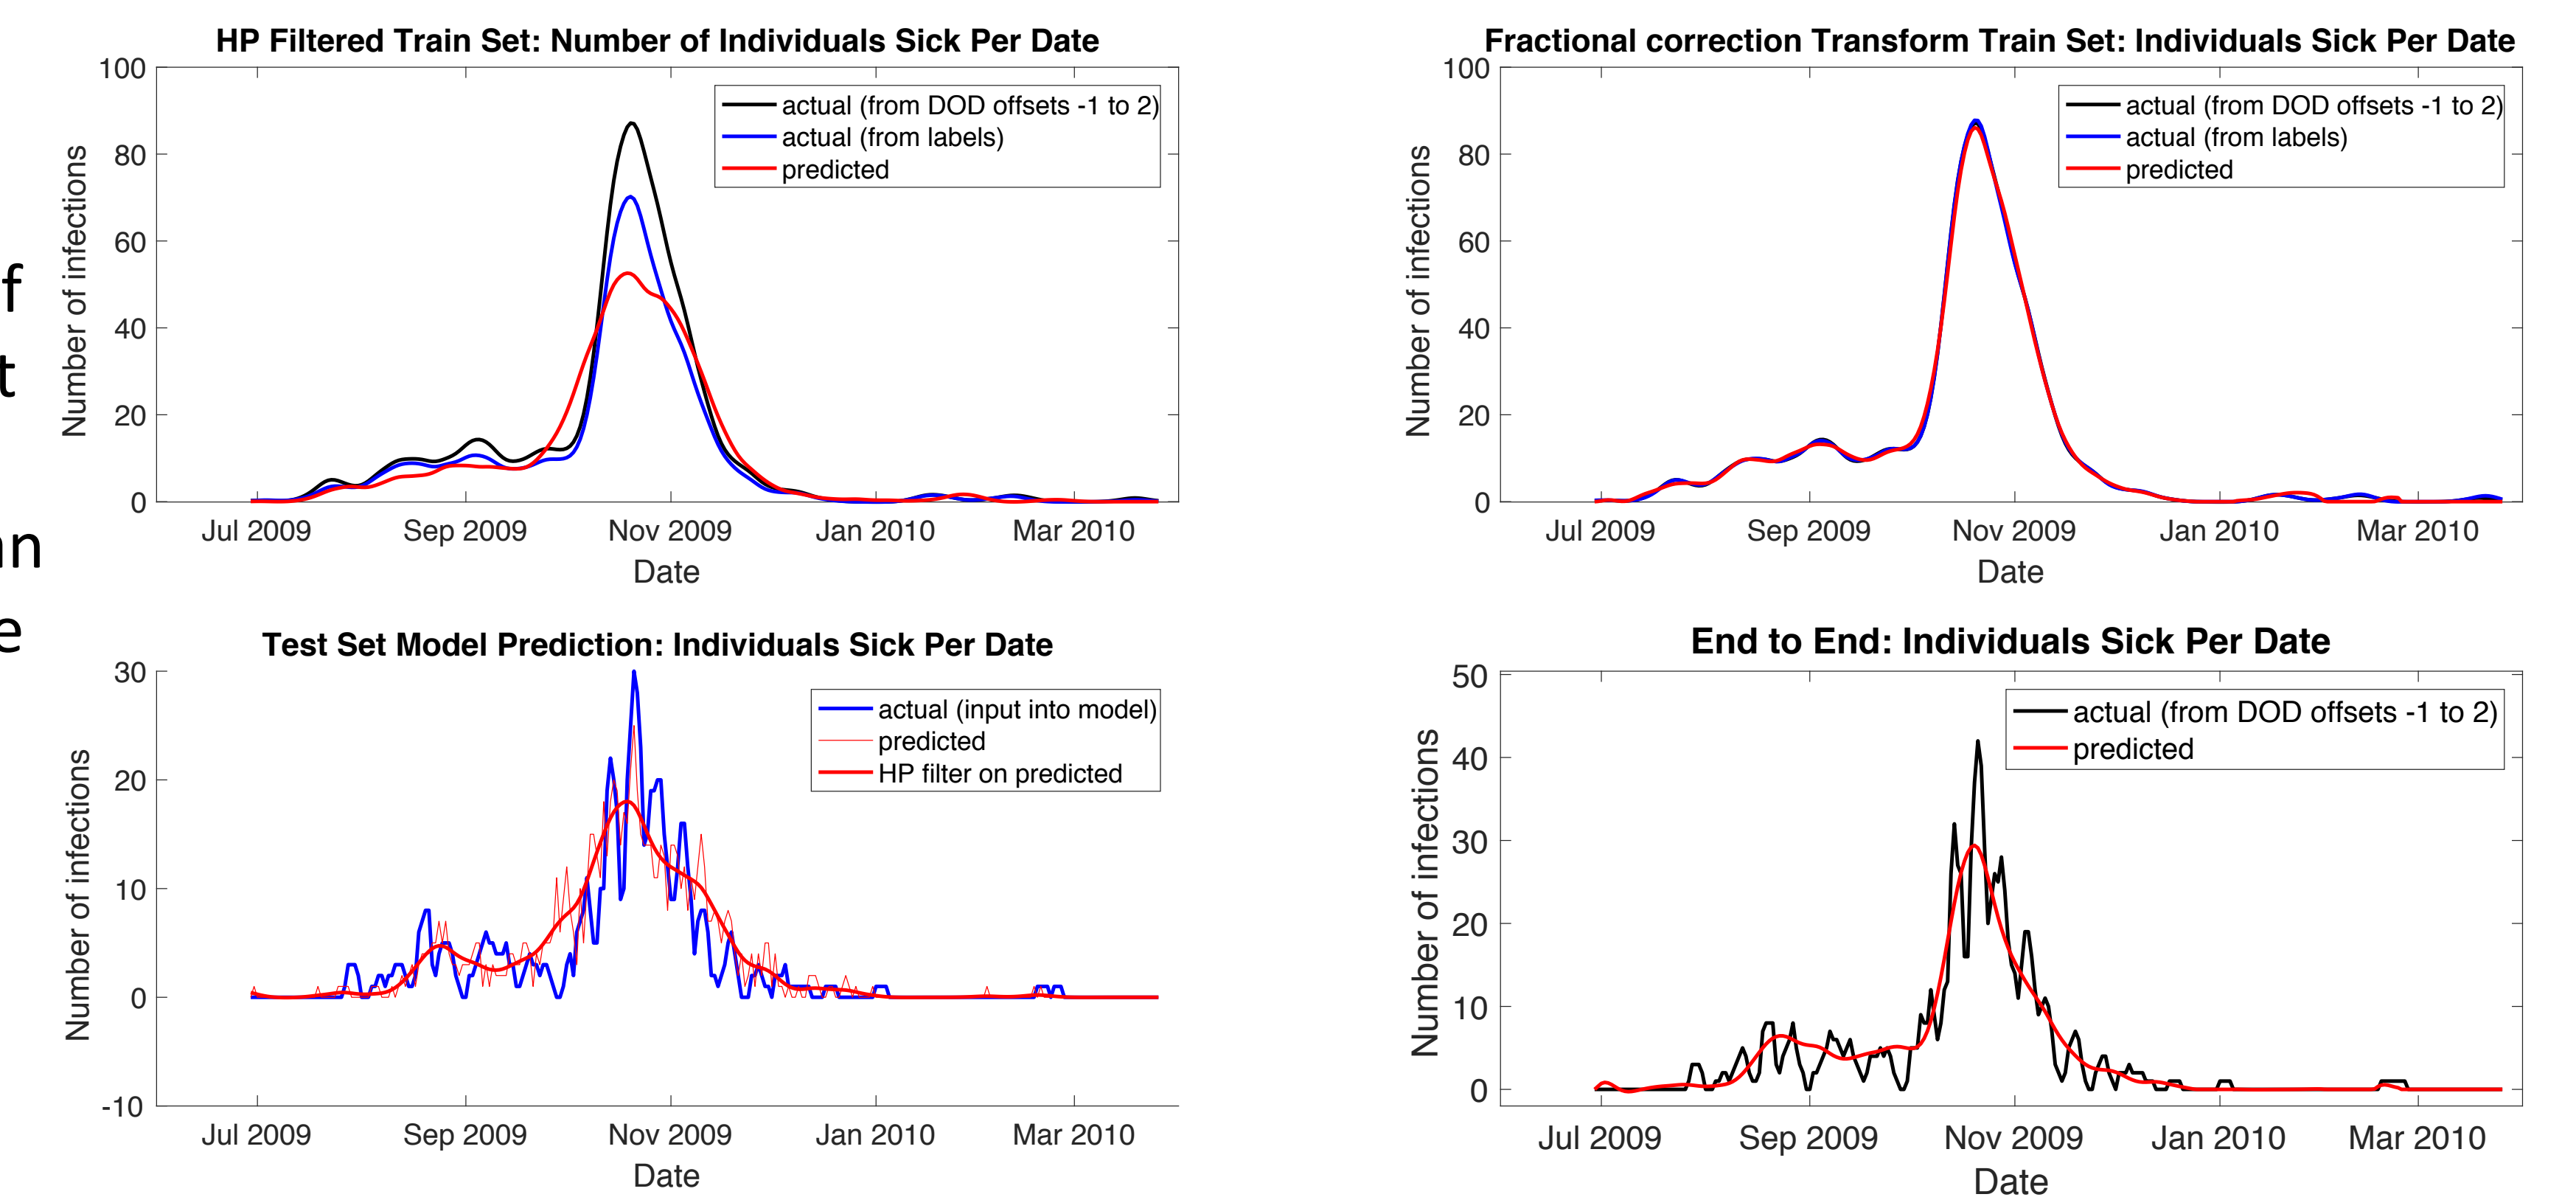 HP Filtered Train Set: Number of Individuals Sick Per Date
100
80
60
40
20
0
Number of infections
actual (from DOD offsets -1 to 2)
actual (from labels)
predicted
Jul 2009 Sep 2009 Nov 2009 Jan 2010 Mar 2010
Date
Fractional correction Transform Train Set: Individuals Sick Per Date
100
80
60
40
20
0
Number of infections
actual (from DOD offsets -1 to 2)
actual (from labels)
predicted
Jul 2009 Sep 2009 Nov 2009 Jan 2010 Mar 2010
Date
f
t
e
Test Set Model Prediction: Individuals Sick Per Date
30
20
10
0
-10
Number of infections
actual (input into model)
predicted
HP filter on predicted
Jul 2009 Sep 2009 Nov 2009 Jan 2010 Mar 2010
Date
End to End: Individuals Sick Per Date
50
40
30
20
10
0
Number of infections
actual (from DOD offsets -1 to 2)
predicted
Jul 2009 Sep 2009 Nov 2009 Jan 2010 Mar 2010
Date